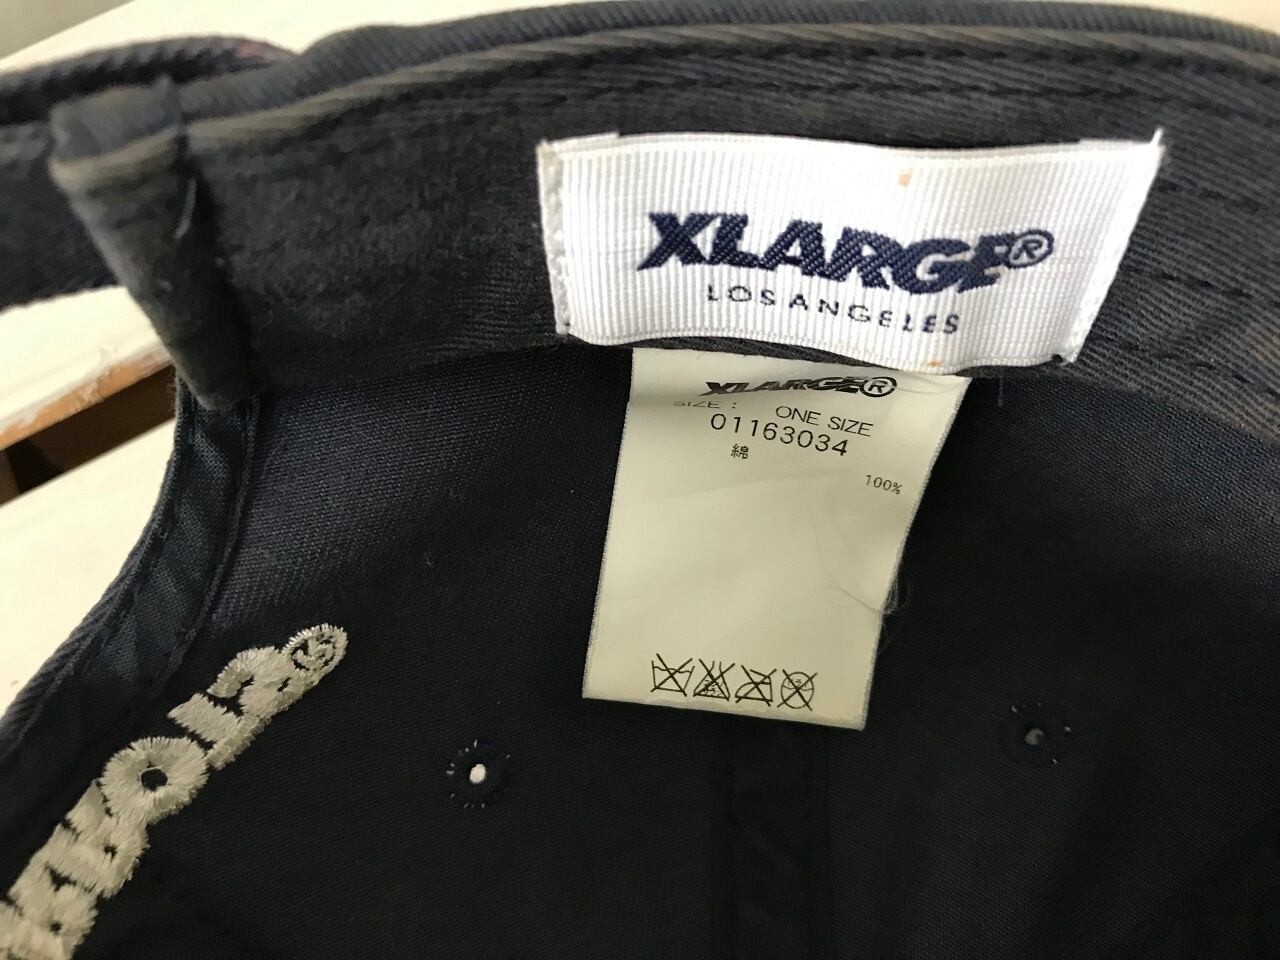 XLARGE®
LOS ANGELES
XLARGE®
SIZE : ONE SIZE
01163034
綿
100%